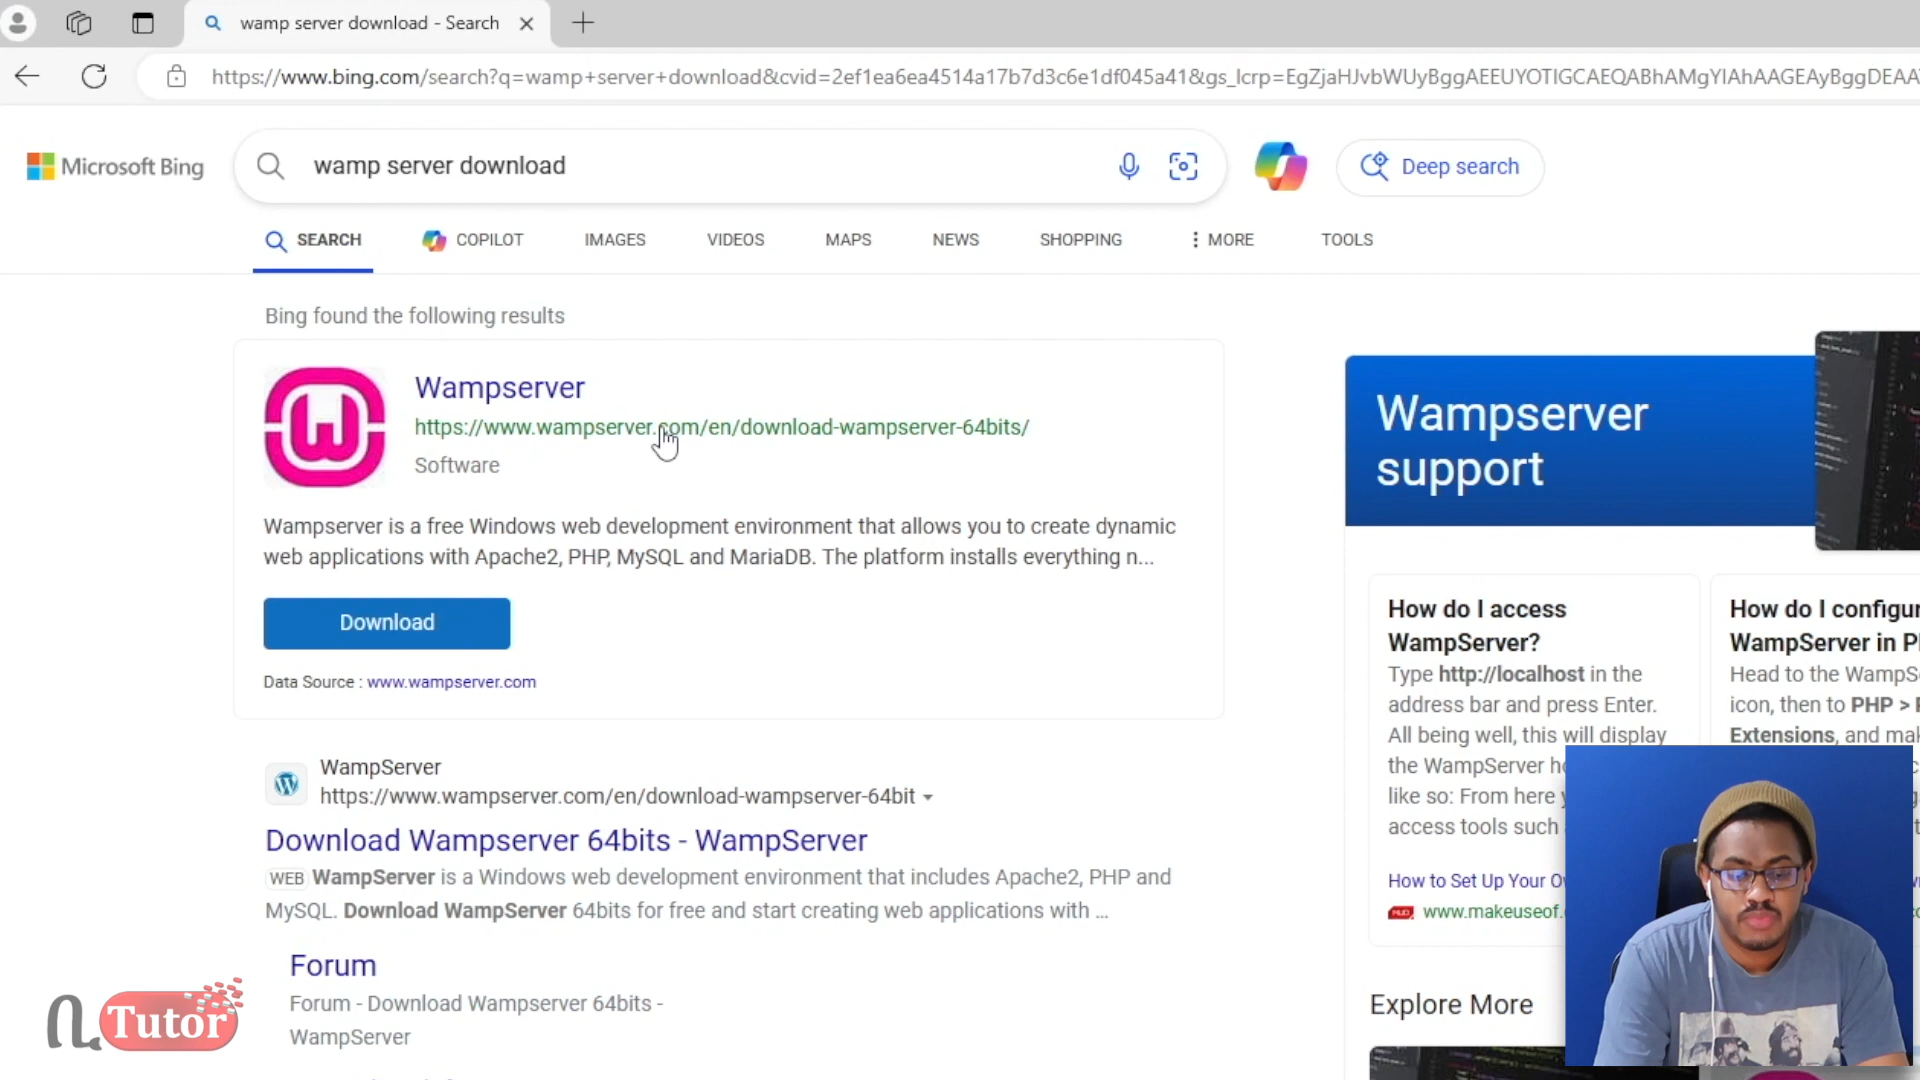 wamp server download - Search
https://www.bing.com/search?q=wamp+server+download&cvid=2ef1ea6ea4514a17b7d3c6e1df045a41&gs_lcrp=EgZjaHJvbWUyBggAEEUYOTIGCAEQABhAMgYIAhAAGEAyBggDEAA
Microsoft Bing
wamp server download
Deep search
SEARCH
COPILOT
IMAGES
VIDEOS
MAPS
NEWS
SHOPPING
MORE
TOOLS
Bing found the following results
Wampserver
https://www.wampserver.com/en/download-wampserver-64bits/
Software
Wampserver is a free Windows web development environment that allows you to create dynamic
web applications with Apache2, PHP, MySQL and MariaDB. The platform installs everything n...
Download
Data Source : www.wampserver.com
WampServer
https://www.wampserver.com/en/download-wampserver-64bit
Download Wampserver 64bits - WampServer
WEB WampServer is a Windows web development environment that includes Apache2, PHP and
MySQL. Download WampServer 64bits for free and start creating web applications with ...
Forum
Forum - Download Wampserver 64bits -
WampServer
Wampserver
support
How do I access
WampServer?
Type http://localhost in the
address bar and press Enter.
All being well, this will display
the WampServer
like so: From here
access tools such
How to Set Up Your
www.makeuseof.
How do I
WampServer in
Head to the
icon, then to PHP >
Extensions, and
Explore More
n Tutor